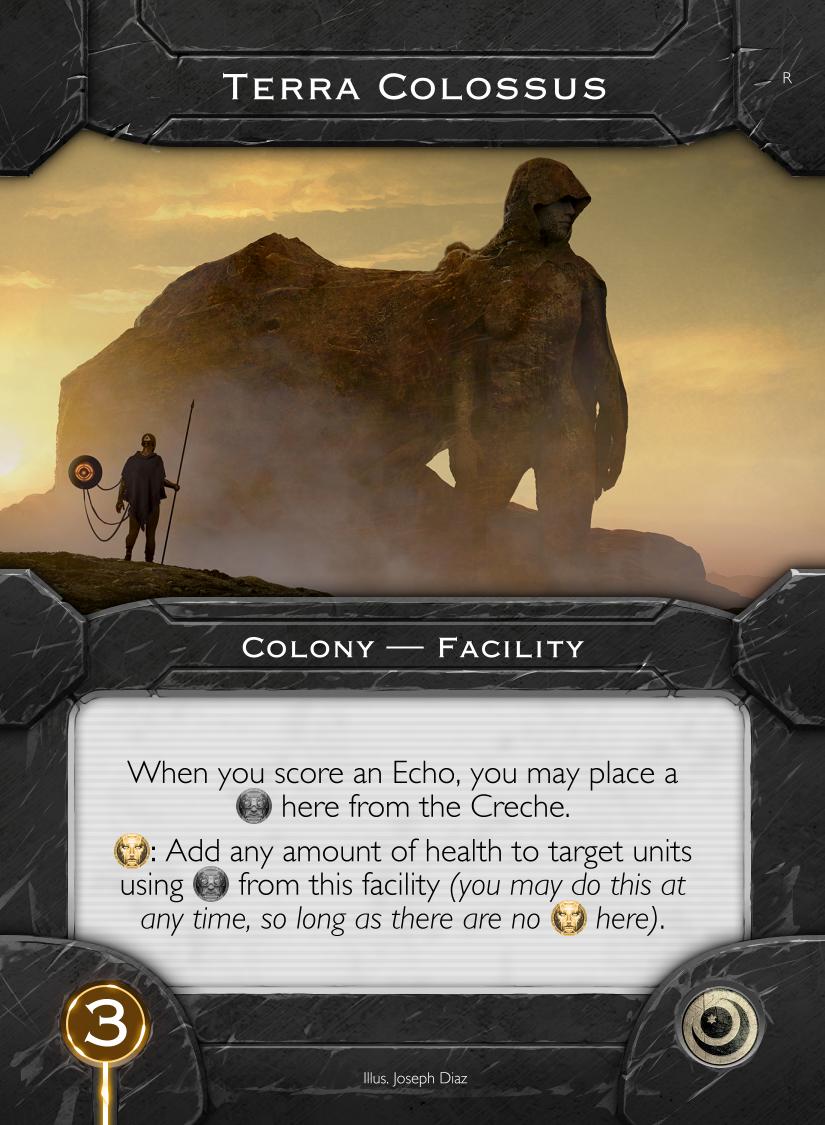 Terra Colossus
R
Colony — Facility
When you score an Echo, you may place a
here from the Creche.
: Add any amount of health to target units
using from this facility (you may do this at
any time, so long as there are no here).
3
Illus. Joseph Diaz